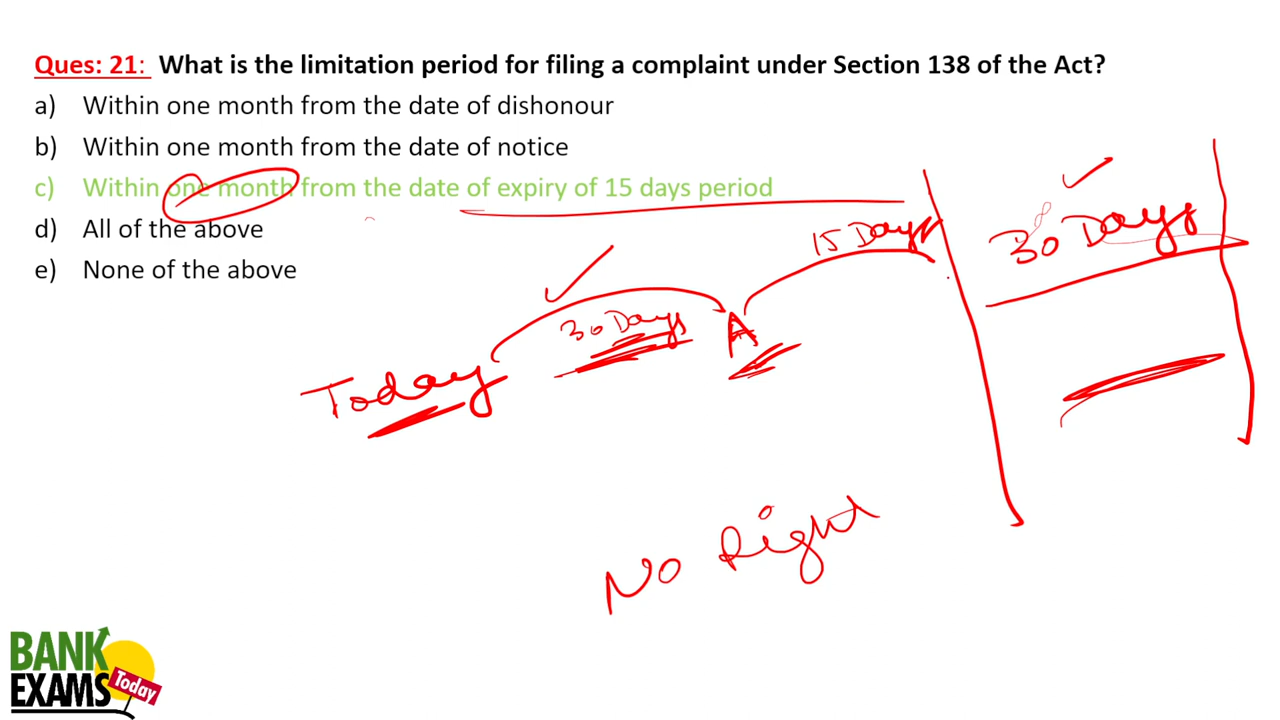 Ques: 21: What is the limitation period for filing a complaint under Section 138 of the Act?
a) Within one month from the date of dishonour
b) Within one month from the date of notice
c) Within one month from the date of expiry of 15 days period
d) All of the above
e) None of the above
15 Days
30 Days
30 Days
A
Today
No Right
BANK
EXAMS
Today